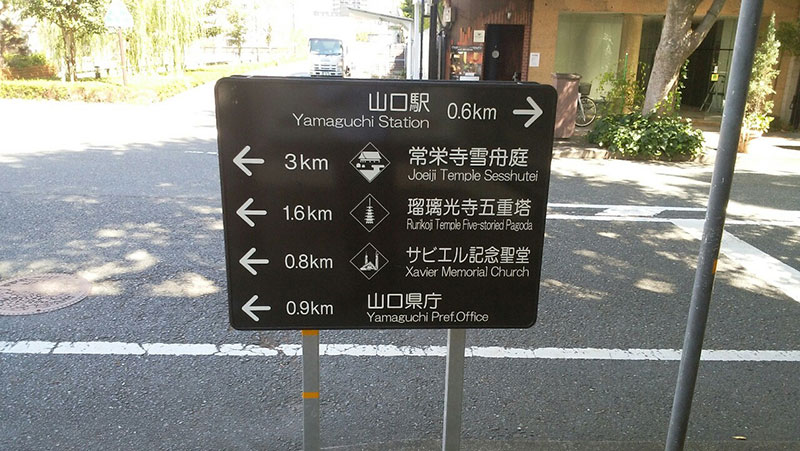 山口駅 0.6km →
Yamaguchi Station
← 3km 常栄寺雪舟庭
Joeiji Temple Sesshutei
← 1.6km 瑠璃光寺五重塔
Rurikoji Temple Five-storied Pagoda
← 0.8km サビエル記念聖堂
Xavier Memorial Church
← 0.9km 山口県庁
Yamaguchi Pref.Office